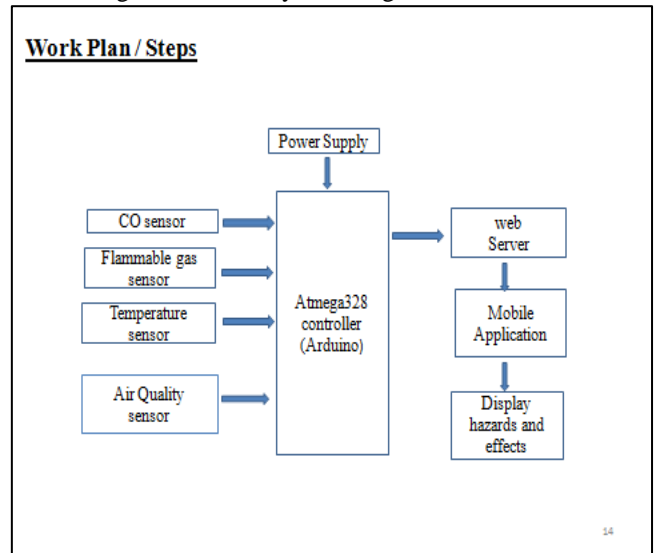 Work Plan / Steps
Power Supply
CO sensor
Flammable gas
sensor
Temperature
sensor
Air Quality
sensor
Atmega328
controller
(Arduino)
web
Server
Mobile
Application
Display
hazards and
effects
14